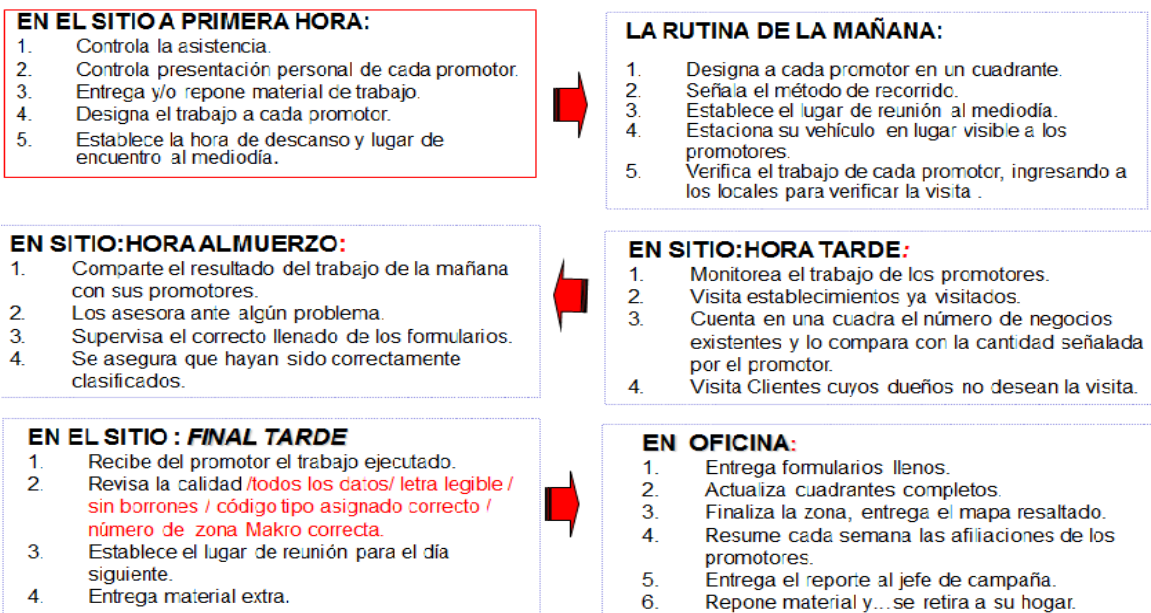 EN EL SITIO A PRIMERA HORA:
1. Controla la asistencia.
2. Controla presentación personal de cada promotor.
3. Entrega y/o repone material de trabajo.
4. Designa el trabajo a cada promotor.
5. Establece la hora de descanso y lugar de
encuentro al mediodía.
LA RUTINA DE LA MAÑANA:
1. Designa a cada promotor en un cuadrante.
2. Señala el método de recorrido.
3. Establece el lugar de reunión al mediodía.
4. Estaciona su vehículo en lugar visible a los
promotores.
5. Verifica el trabajo de cada promotor, ingresando a
los locales para verificar la visita .
EN SITIO:HORA ALMUERZO:
1. Comparte el resultado del trabajo de la mañana
con sus promotores.
2. Los asesora ante algún problema.
3. Supervisa el correcto llenado de los formularios.
4. Se asegura que hayan sido correctamente
clasificados.
EN SITIO:HORA TARDE:
1. Monitorea el trabajo de los promotores.
2. Visita establecimientos ya visitados.
3. Cuenta en una cuadra el número de negocios
existentes y lo compara con la cantidad señalada
por el promotor.
4. Visita Clientes cuyos dueños no desean la visita.
EN EL SITIO : FINAL TARDE
1. Recibe del promotor el trabajo ejecutado.
2. Revisa la calidad /todos los datos/ letra legible /
sin borrones / código tipo asignado correcto /
número de zona Makro correcta.
3. Establece el lugar de reunión para el día
siguiente.
4. Entrega material extra.
EN OFICINA:
1. Entrega formularios llenos.
2. Actualiza cuadrantes completos.
3. Finaliza la zona, entrega el mapa resaltado.
4. Resume cada semana las afiliaciones de los
promotores.
5. Entrega el reporte al jefe de campaña.
6. Repone material y...se retira a su hogar.